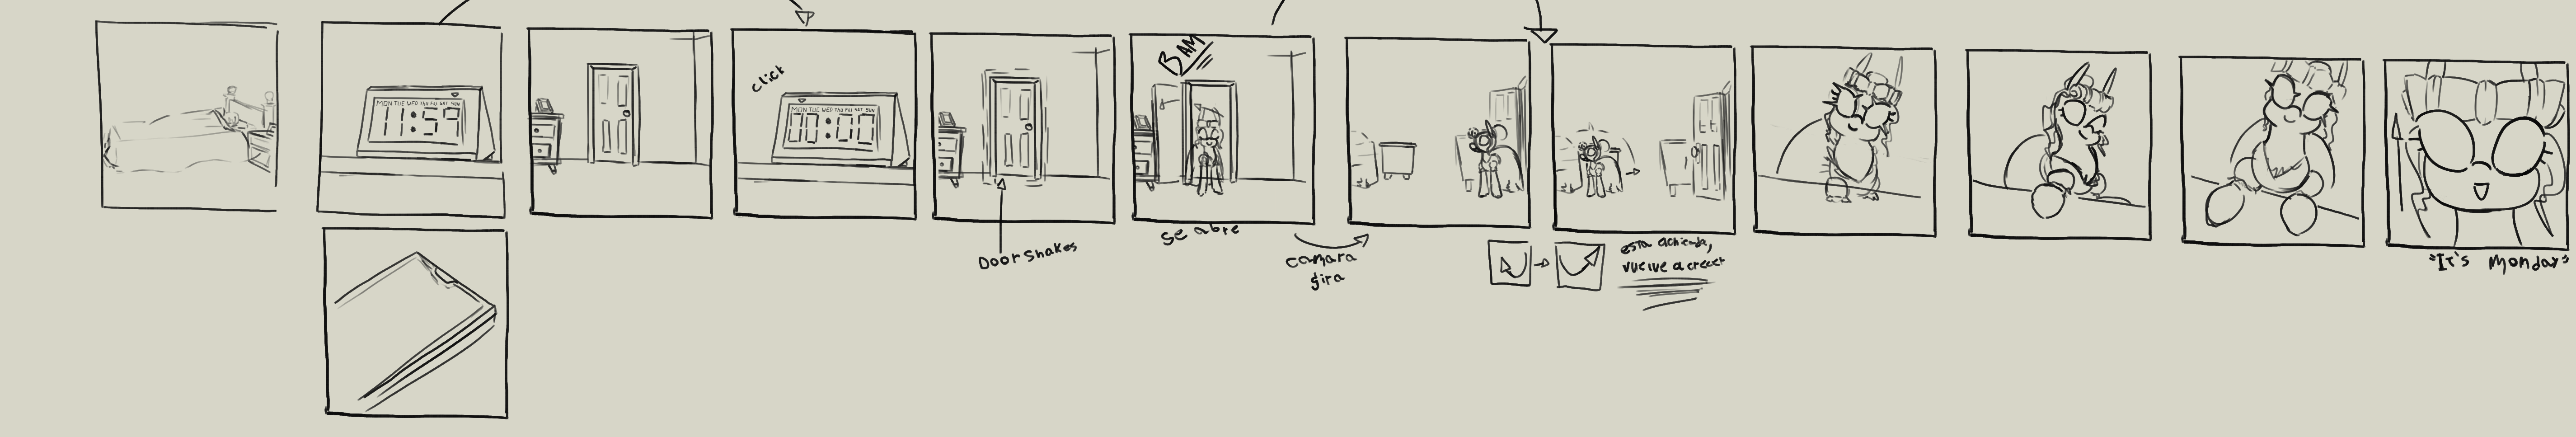 MON TUE WED THU FRI SAT SUN
11:59
click
MON TUE WED THU FRI SAT SUN
00:00
Door Shakes
BAM
se abre
camara
gira
esta achicada,
vuelve a crecer
"It's Monday"